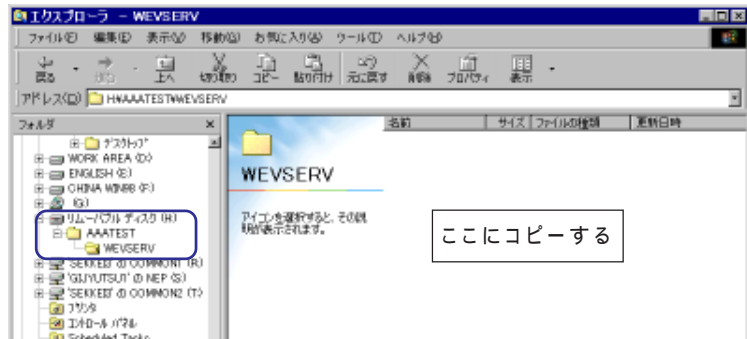 エクスプローラ － WEVSERV
ファイル(F) 編集(E) 表示(V) 移動(G) お気に入り(A) ツール(T) ヘルプ(H)
戻る 進む 上へ 切り取り コピー 貼り付け 元に戻す 削除 プロパティ 表示
アドレス(D) H:¥AAATEST¥WEVSERV
フォルダ
名前 サイズ ファイルの種類 更新日時
デスクトップ
WORK AREA (D:)
ENGLISH (E:)
CHINA WIN98 (F:)
(G:)
リムーバブル ディスク (H:)
AAATEST
WEVSERV
'SEKKEI3' の COMMON1 (R:)
'GIJYUTSU1' の NEP (S:)
'SEKKEI3' の COMMON2 (T:)
プリンタ
コントロール パネル
Scheduled Tasks
WEVSERV
アイコンを選択すると、その説
明が表示されます。
ここにコピーする